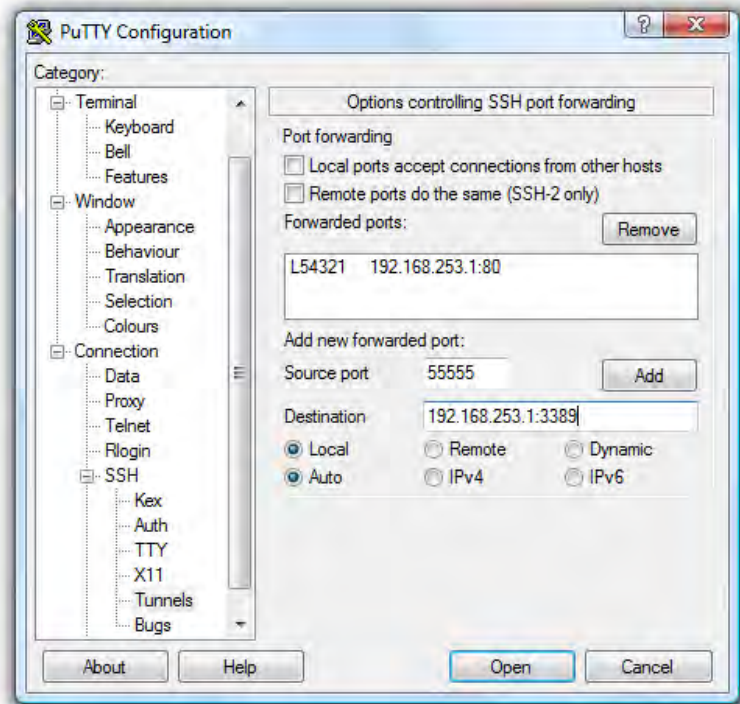 PuTTY Configuration
Category:
Terminal
Keyboard
Bell
Features
Window
Appearance
Behaviour
Translation
Selection
Colours
Connection
Data
Proxy
Telnet
Rlogin
SSH
Kex
Auth
TTY
X11
Tunnels
Bugs
Options controlling SSH port forwarding
Port forwarding
Local ports accept connections from other hosts
Remote ports do the same (SSH-2 only)
Forwarded ports:
Remove
L54321 192.168.253.1:80
Add new forwarded port:
Source port 55555 Add
Destination 192.168.253.1:3389
Local Remote Dynamic
Auto IPv4 IPv6
About Help Open Cancel